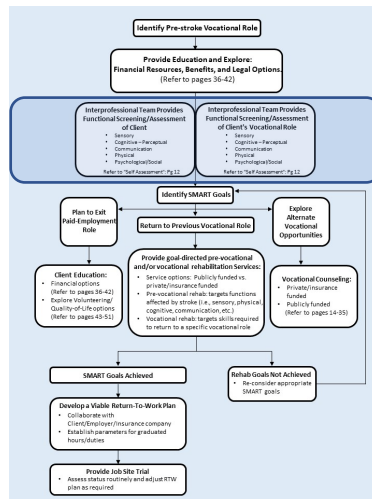 Identify Pre-stroke Vocational Role
Provide Education and Explore:
Financial Resources, Benefits, and Legal Options.
(Refer to pages 36-42)
Interprofessional Team Provides
Functional Screening/Assessment
of Client
• Sensory
• Cognitive – Perceptual
• Communication
• Physical
• Psychological/Social
Refer to "Self Assessment": Pg 12
Interprofessional Team Provides
Functional Screening/Assessment
of Client's Vocational Role
• Sensory
• Cognitive – Perceptual
• Communication
• Physical
• Psychological/Social
Refer to "Self Assessment": Pg 12
Identify SMART Goals
Plan to Exit
Paid-Employment
Role
Return to Previous Vocational Role
Explore
Alternate
Vocational
Opportunities
Client Education:
• Financial options
(Refer to pages 36-42)
• Explore Volunteering/
Quality-of-Life options
(Refer to pages 43-51)
Provide goal-directed pre-vocational
and/or vocational rehabilitation Services:
• Service options: Publicly funded vs.
private/insurance funded
• Pre-vocational rehab: targets functions
affected by stroke (i.e., sensory, physical,
cognitive, communication, etc.)
• Vocational rehab: targets skills required
to return to a specific vocational role
Vocational Counseling:
• Private/insurance
funded
• Publicly funded
(Refer to pages 14-35)
SMART Goals Achieved
Rehab Goals Not Achieved
• Re-consider appropriate
SMART goals
Develop a Viable Return-To-Work Plan
• Collaborate with
Client/Employer/Insurance company
• Establish parameters for graduated
hours/duties
Provide Job Site Trial
• Assess status routinely and adjust RTW
plan as required